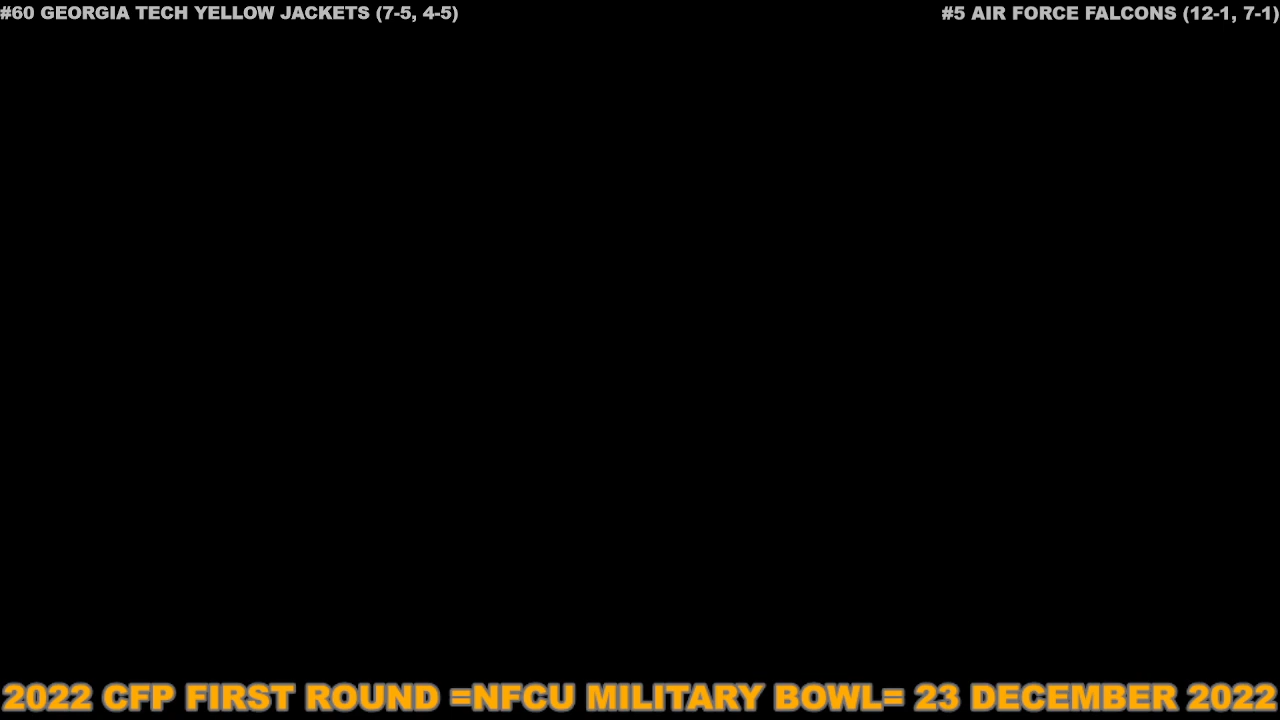 #60 GEORGIA TECH YELLOW JACKETS (7-5, 4-5)
#5 AIR FORCE FALCONS (12-1, 7-1)
2022 CFP FIRST ROUND =NFCU MILITARY BOWL= 23 DECEMBER 2022